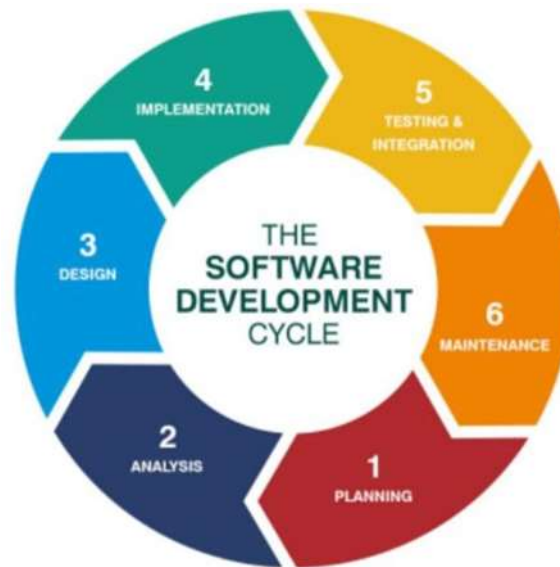 THE
SOFTWARE
DEVELOPMENT
CYCLE
1
PLANNING
2
ANALYSIS
3
DESIGN
4
IMPLEMENTATION
5
TESTING &
INTEGRATION
6
MAINTENANCE